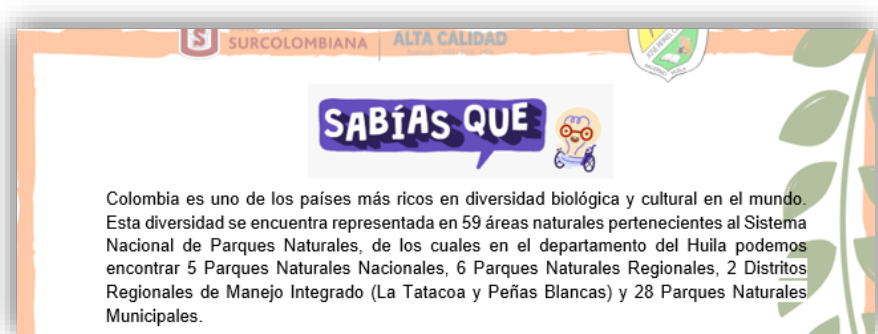 SURCOLOMBIANA
ALTA CALIDAD
SABÍAS QUE
Colombia es uno de los países más ricos en diversidad biológica y cultural en el mundo.
Esta diversidad se encuentra representada en 59 áreas naturales pertenecientes al Sistema
Nacional de Parques Naturales, de los cuales en el departamento del Huila podemos
encontrar 5 Parques Naturales Nacionales, 6 Parques Naturales Regionales, 2 Distritos
Regionales de Manejo Integrado (La Tatacoa y Peñas Blancas) y 28 Parques Naturales
Municipales.